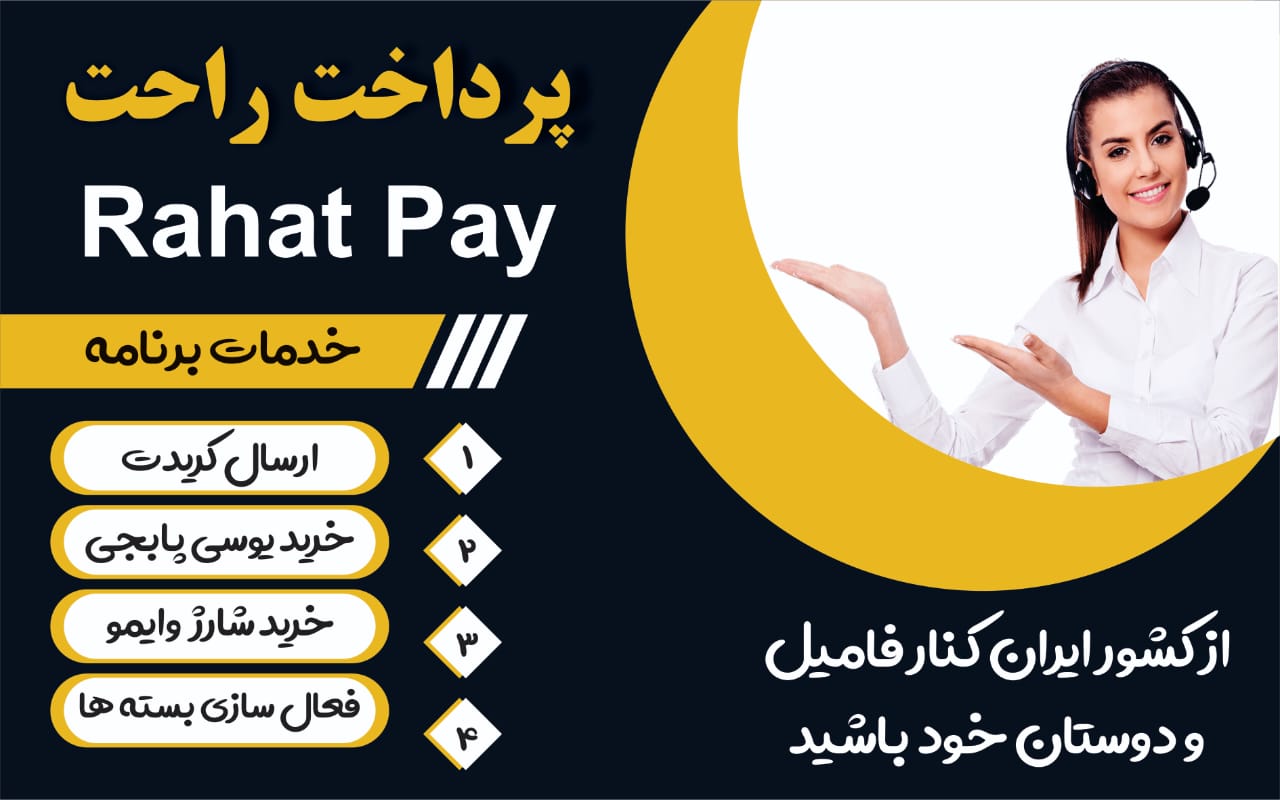 پرداخت راحت
Rahat Pay
خدمات برنامه
۱ ارسال کریدت
۲ خرید یوسی پابجی
۳ خرید شارژ وایمو
۴ فعال سازی بسته ها
از کشور ایران کنار فامیل
و دوستان خود باشید